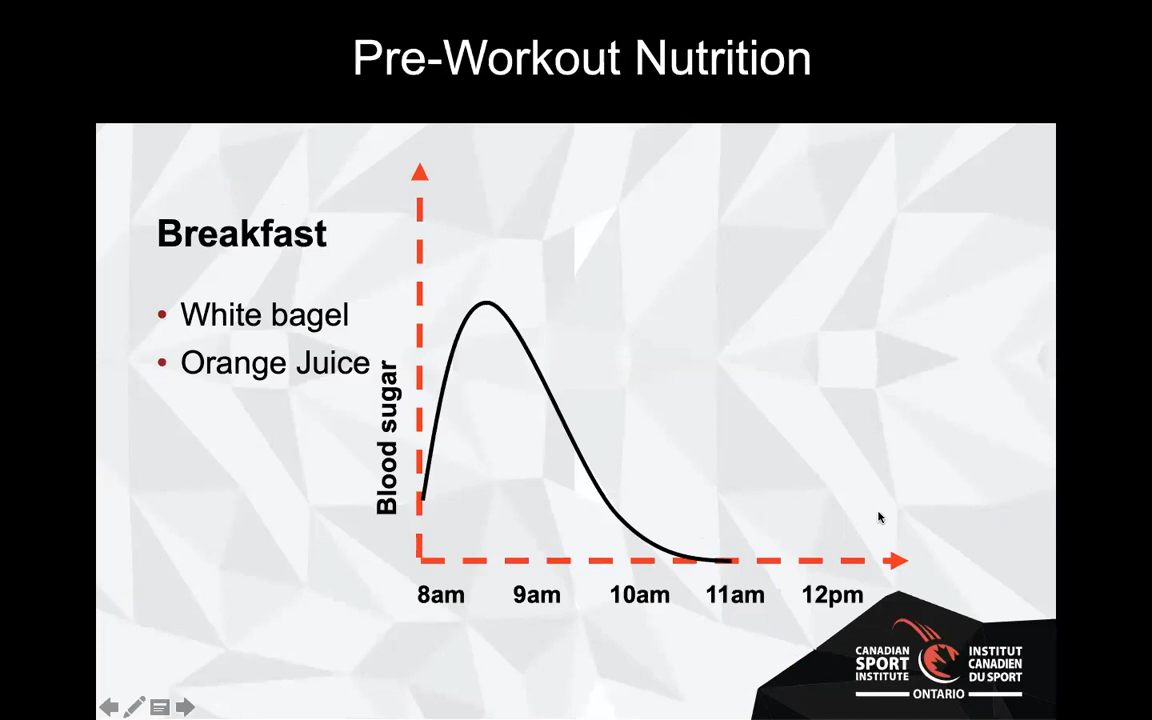 Pre-Workout Nutrition
Breakfast
• White bagel
• Orange Juice
Blood sugar
8am 9am 10am 11am 12pm
CANADIAN
SPORT
INSTITUTE
INSTITUT
CANADIEN
DU SPORT
ONTARIO